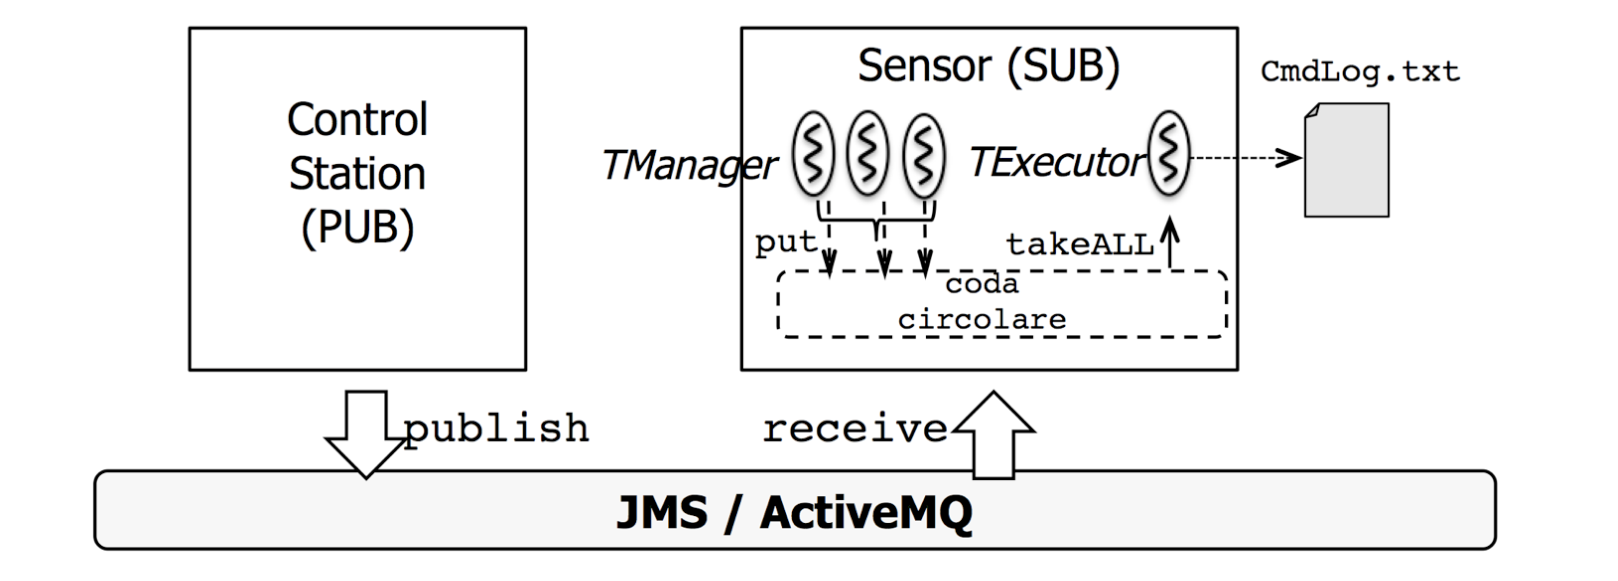 Control
Station
(PUB)
Sensor (SUB)
CmdLog.txt
TManager
TExecutor
put
takeALL
coda
circolare
publish
receive
JMS / ActiveMQ